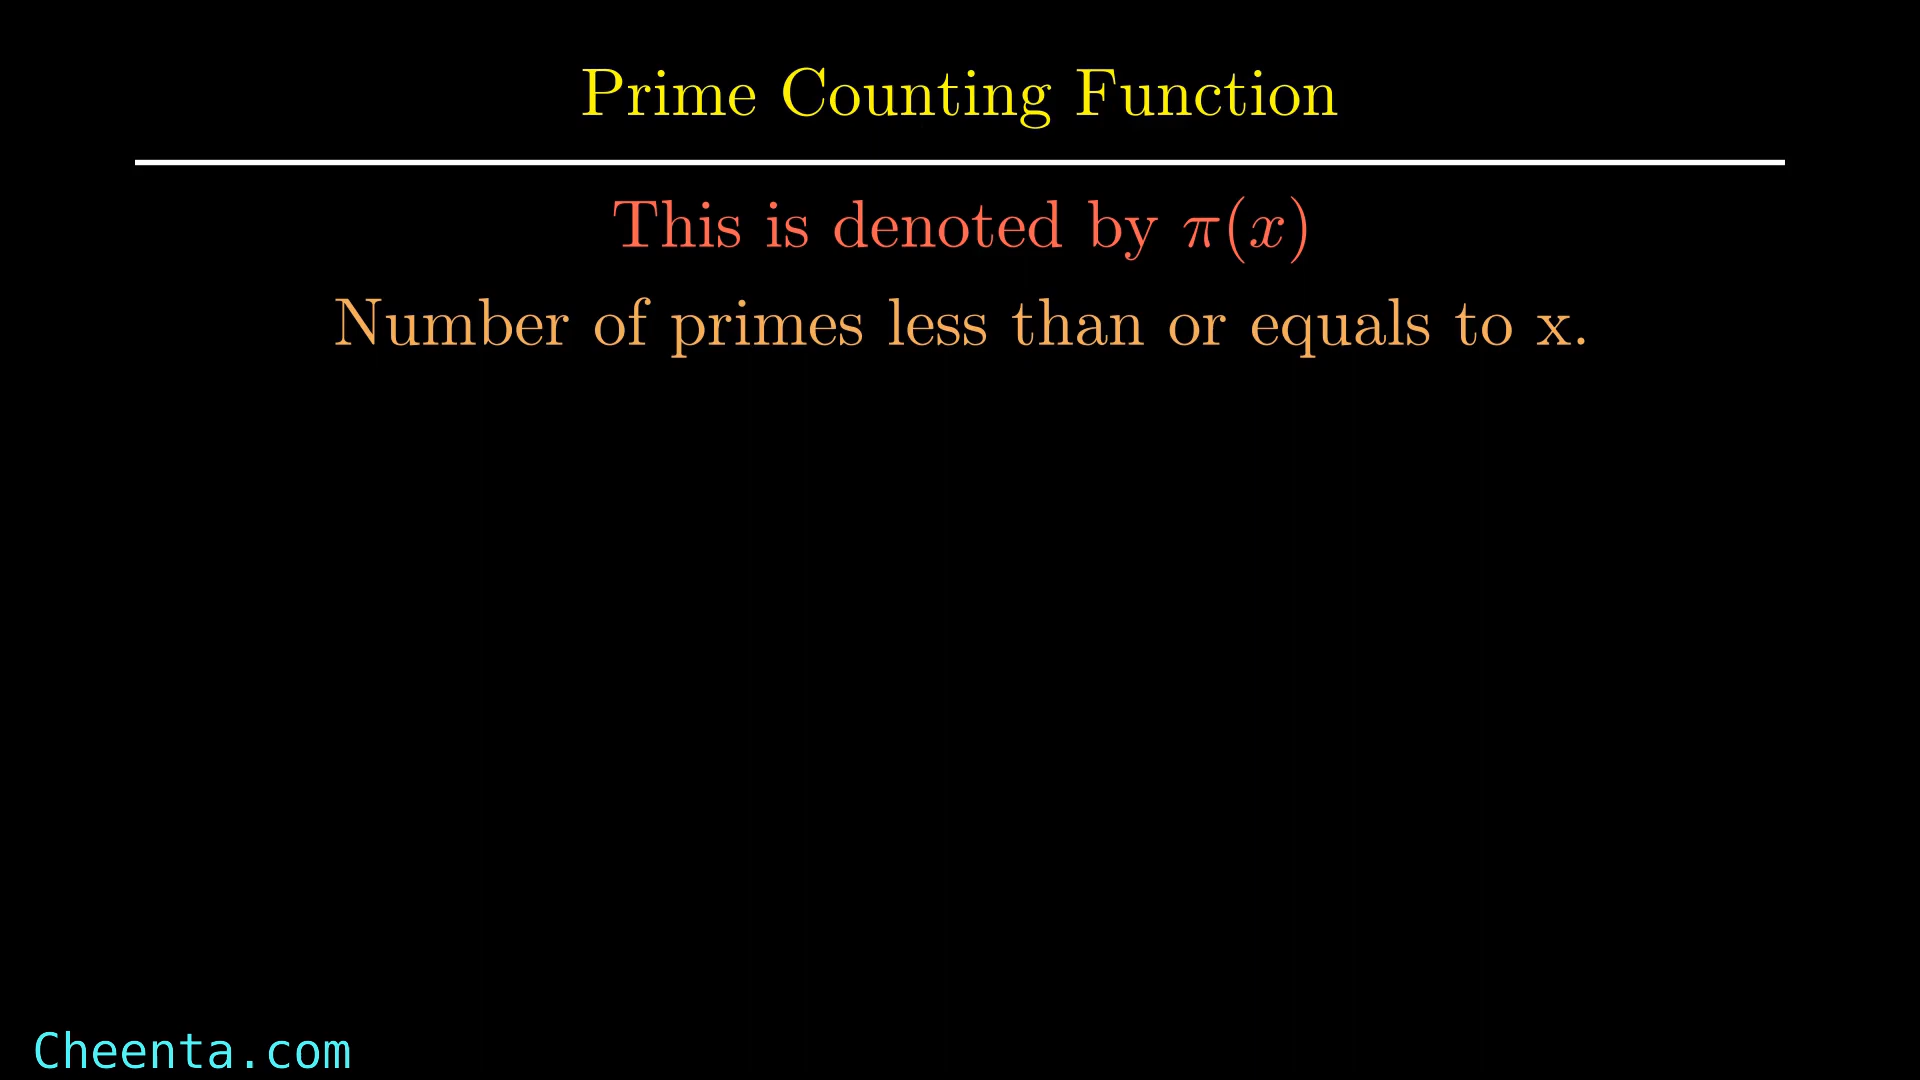 Prime Counting Function
This is denoted by π(x)
Number of primes less than or equals to x.
Cheenta.com